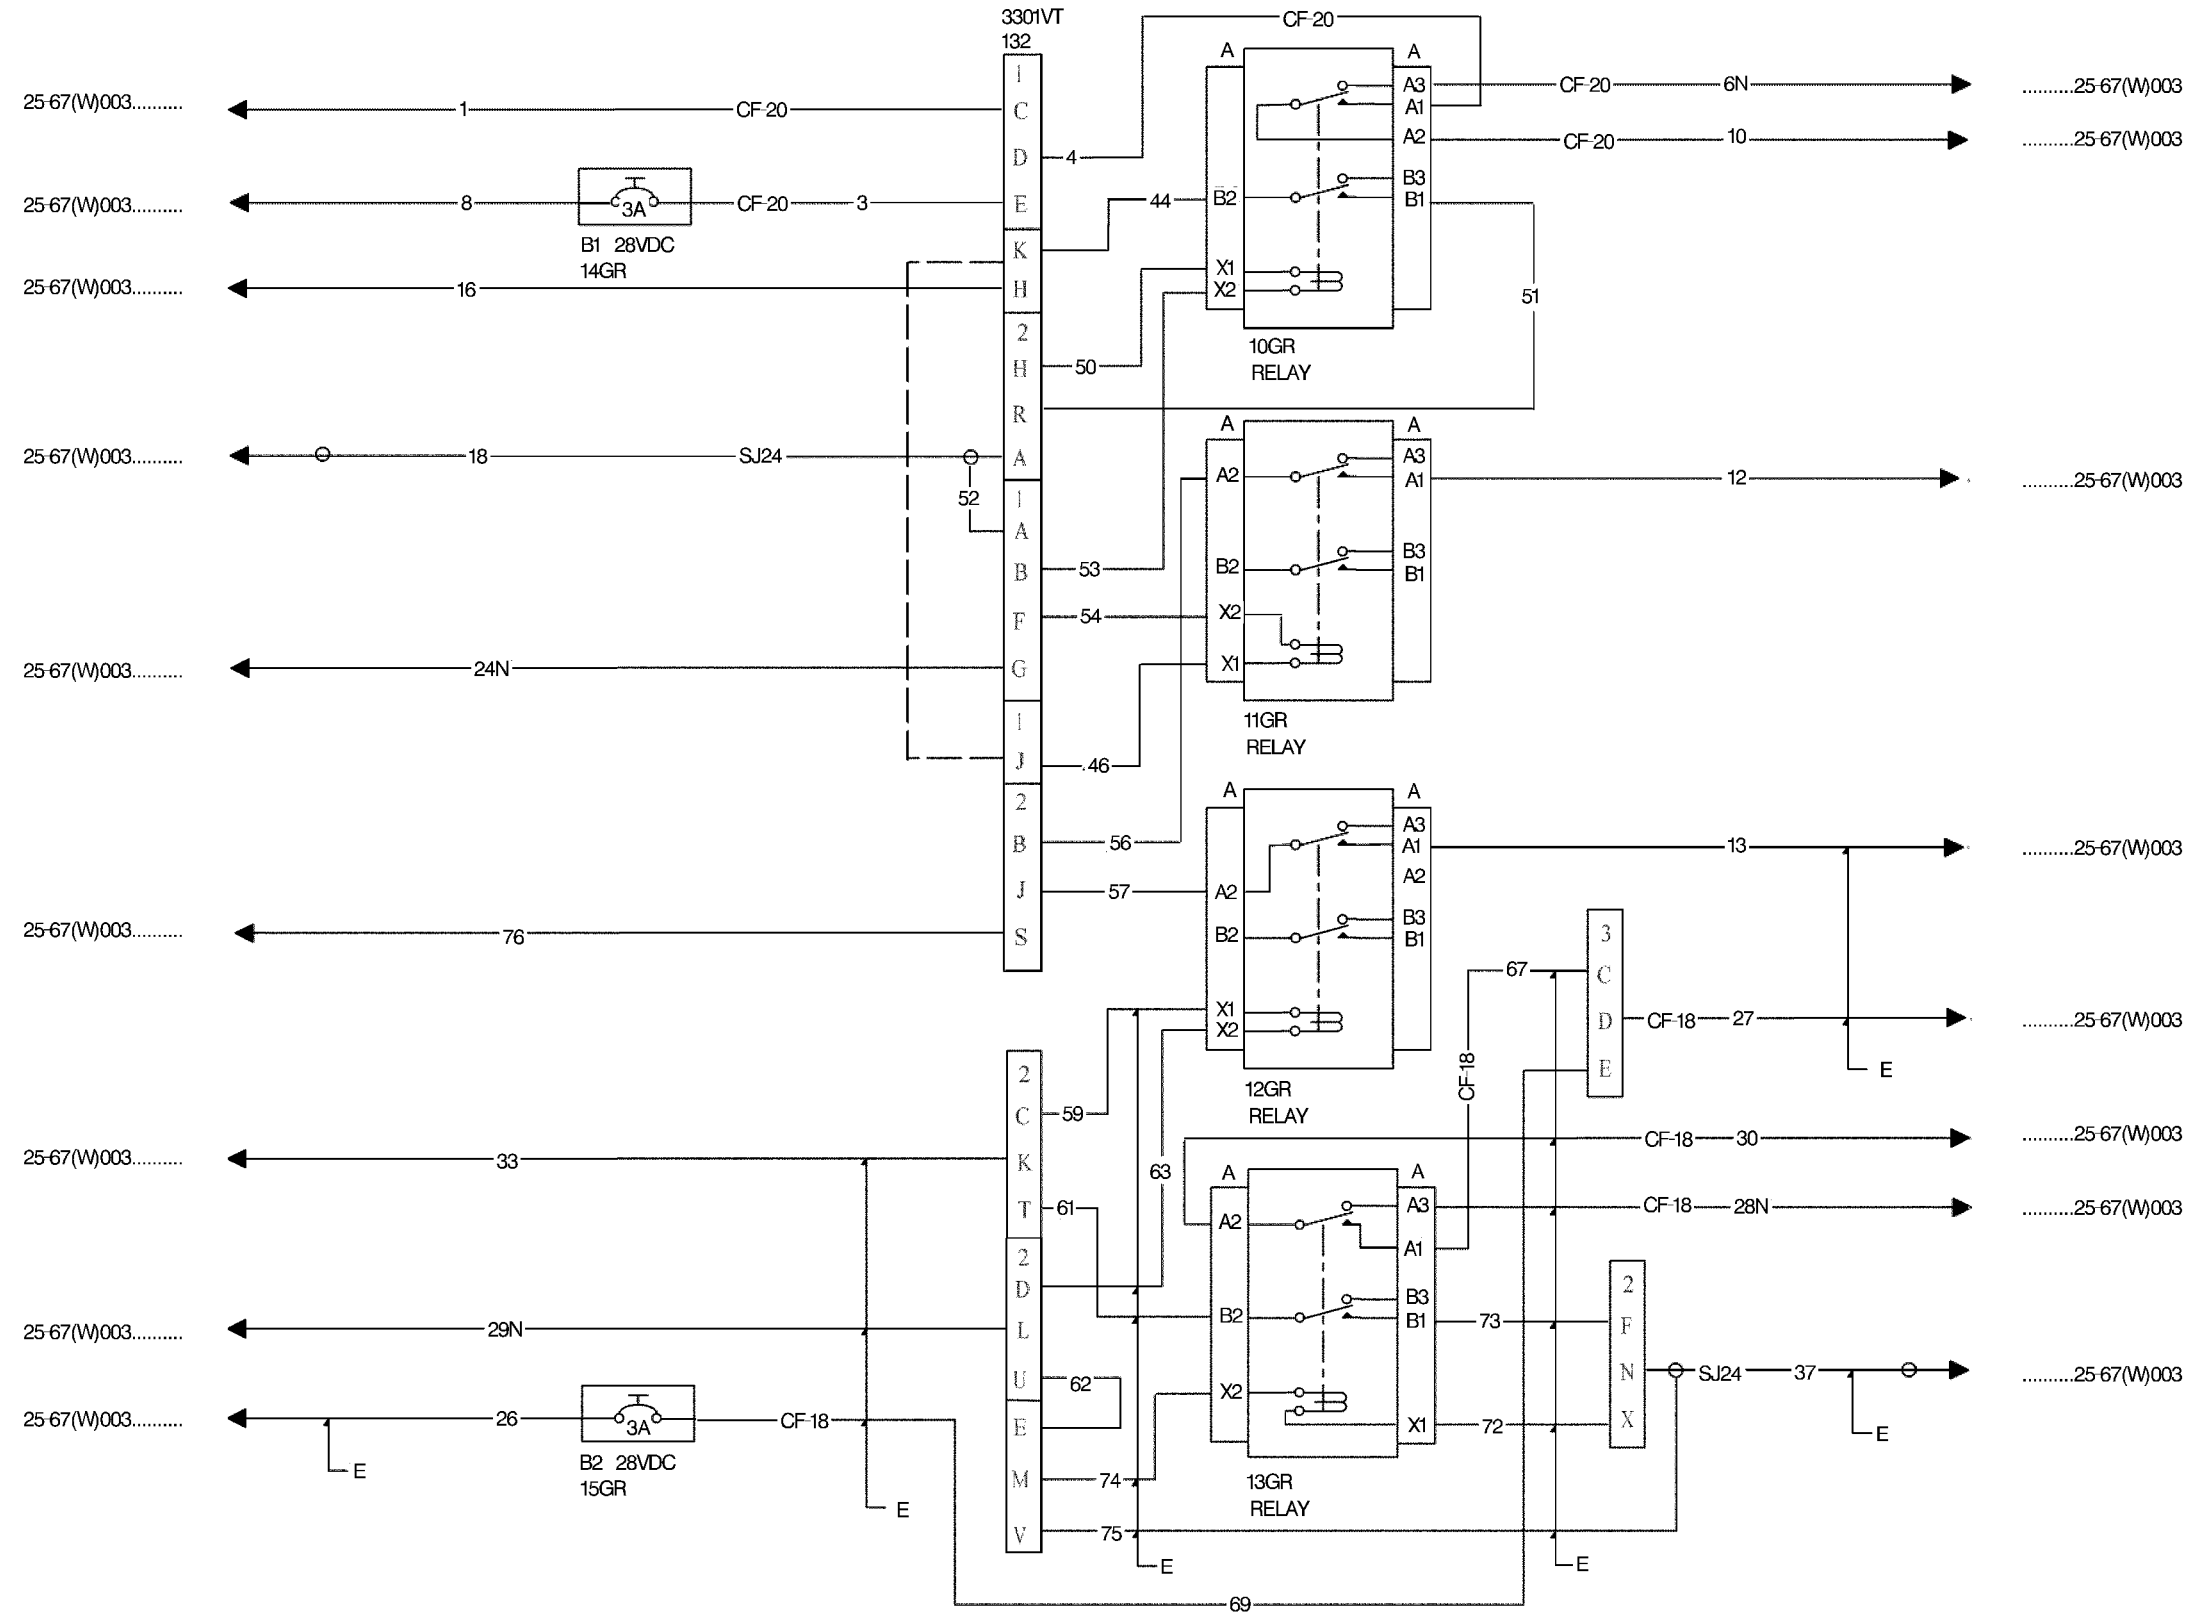 3301VT
132
CF-20
25-67(W)003..........
1
CF-20
1
C
D
E
4
A
A
A3
A1
A2
B3
B1
B2
X1
X2
CF-20
6N
..........25-67(W)003
CF-20
10
..........25-67(W)003
25-67(W)003..........
8
3A
CF-20
3
B1 28VDC
14GR
K
H
44
25-67(W)003..........
16
51
10GR
RELAY
2
H
R
A
50
25-67(W)003..........
18
SJ24
52
A
A
A2
B2
X2
X1
A3
A1
B3
B1
12
..........25-67(W)003
1
A
B
F
G
53
54
25-67(W)003..........
24N
11GR
RELAY
1
J
46
2
B
J
S
56
57
A
A
A2
B2
X1
X2
A3
A1
A2
B3
B1
13
..........25-67(W)003
25-67(W)003..........
76
67
3
C
D
E
CF-18
27
..........25-67(W)003
E
CF-18
12GR
RELAY
2
C
K
T
59
61
63
25-67(W)003..........
33
CF-18
30
..........25-67(W)003
A
A
A2
B2
X2
A3
A1
B3
B1
X1
CF-18
28N
..........25-67(W)003
2
D
L
U
62
25-67(W)003..........
29N
73
72
2
F
N
X
SJ24
37
..........25-67(W)003
E
25-67(W)003..........
26
3A
CF-18
B2 28VDC
15GR
E
E
E
M
V
74
75
13GR
RELAY
E
E
69